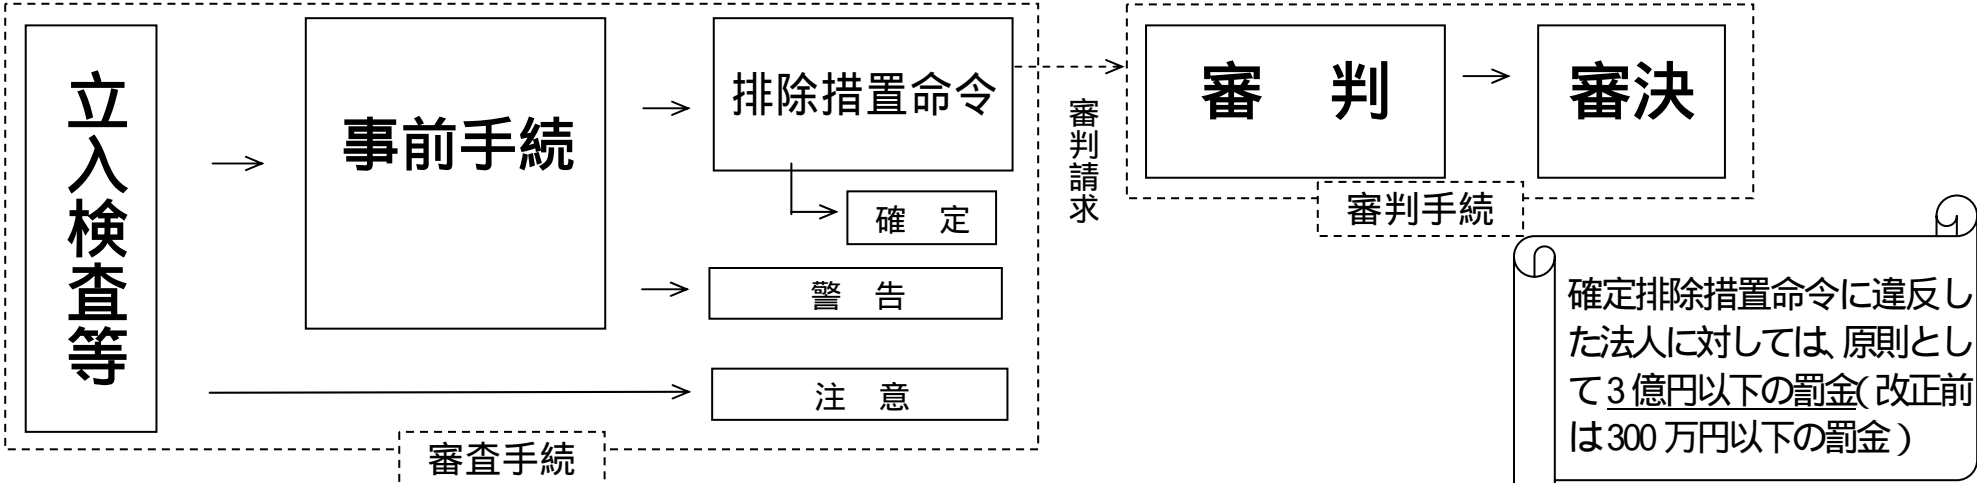 立入検査等
事前手続
排除措置命令
確　定
警　告
注　意
審査手続
審判請求
審　判
審決
審判手続
確定排除措置命令に違反し
た法人に対しては、原則とし
て3億円以下の罰金（改正前
は300万円以下の罰金）